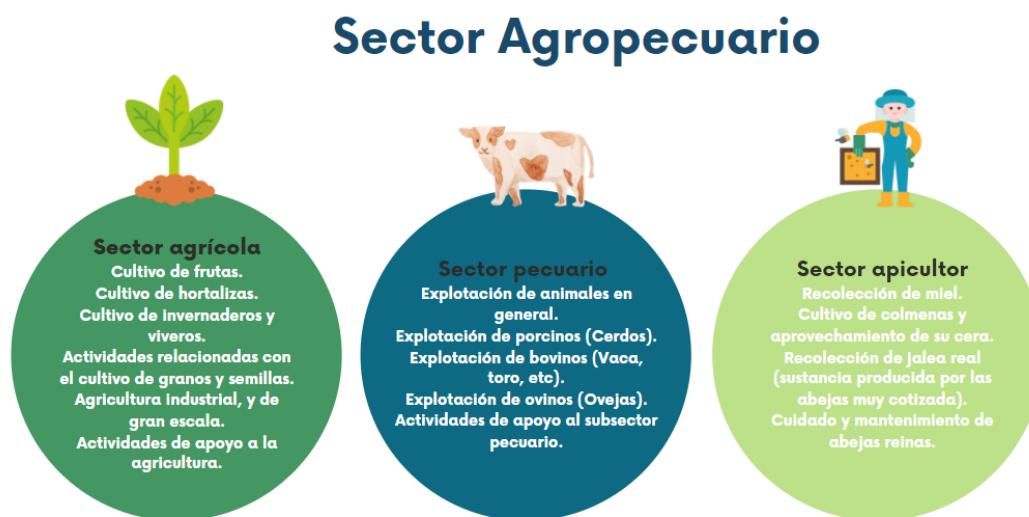 Sector Agropecuario
Sector agrícola
Cultivo de frutas.
Cultivo de hortalizas.
Cultivo de invernaderos y
viveros.
Actividades relacionadas con
el cultivo de granos y semillas.
Agricultura industrial, y de
gran escala.
Actividades de apoyo a la
agricultura.
Sector pecuario
Explotación de animales en
general.
Explotación de porcinos (Cerdos).
Explotación de bovinos (Vaca,
toro, etc).
Explotación de ovinos (Ovejas).
Actividades de apoyo al subsector
pecuario.
Sector apicultor
Recolección de miel.
Cultivo de colmenas y
aprovechamiento de su cera.
Recolección de jalea real
(sustancia producida por las
abejas muy cotizada).
Cuidado y mantenimiento de
abejas reinas.